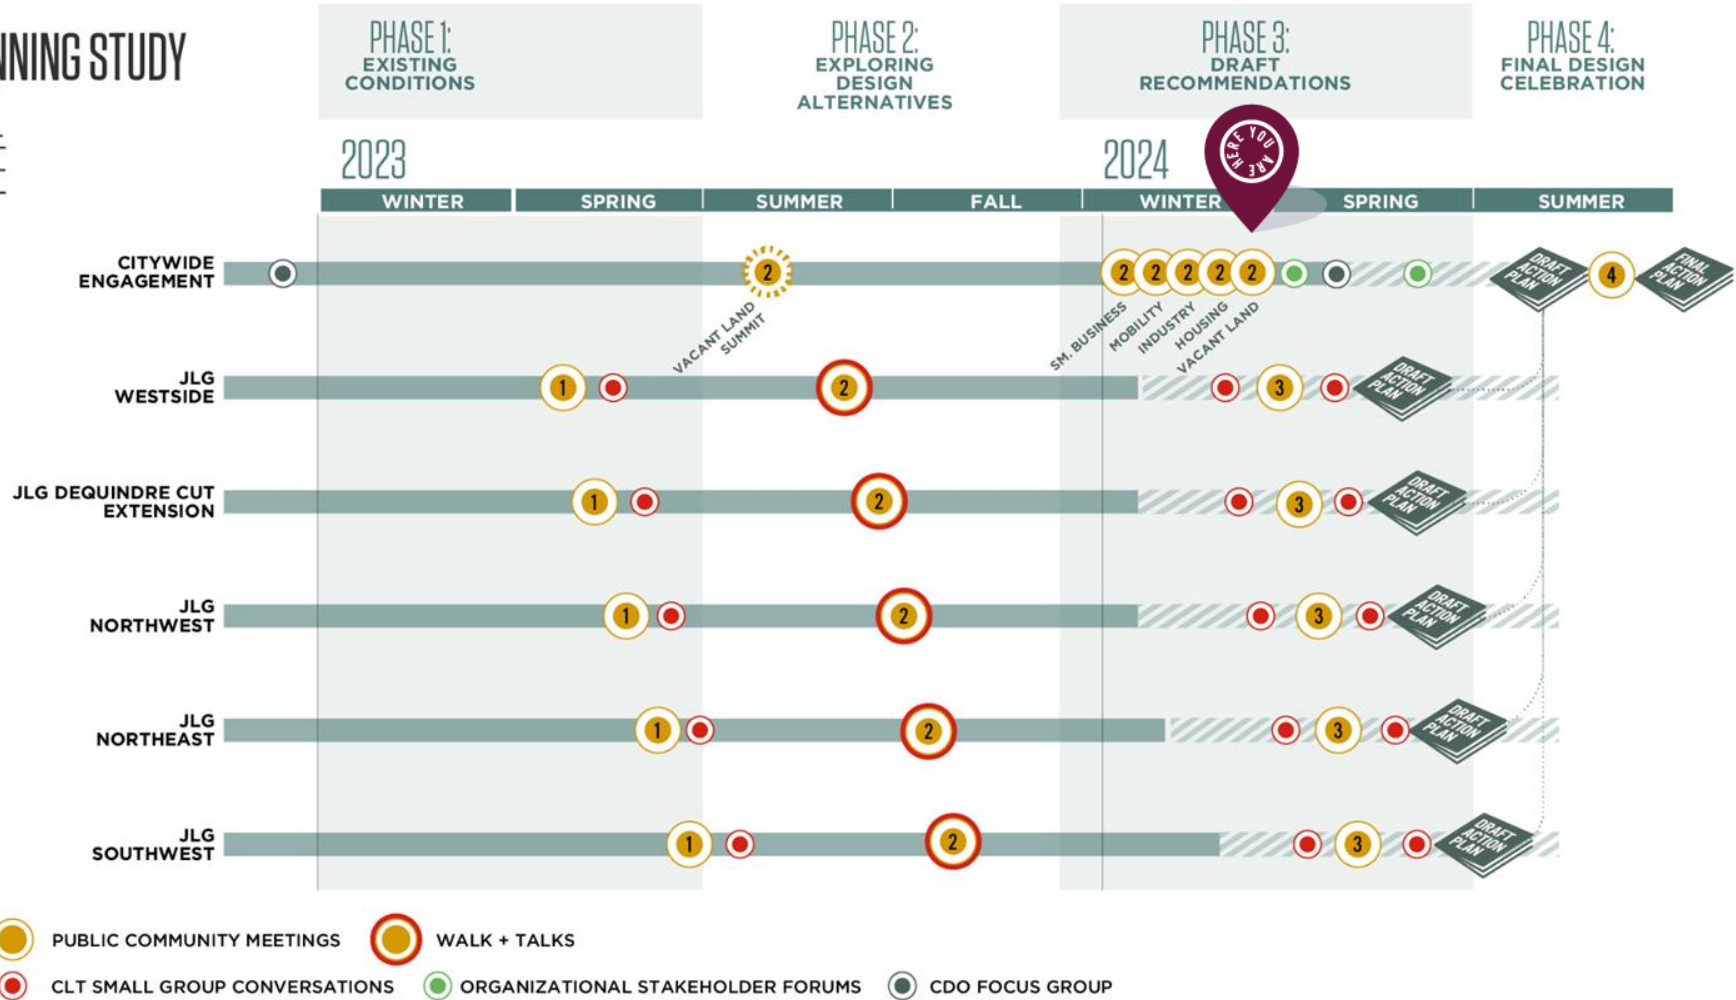 NNING STUDY
PHASE 1:
EXISTING
CONDITIONS
PHASE 2:
EXPLORING
DESIGN
ALTERNATIVES
PHASE 3:
DRAFT
RECOMMENDATIONS
PHASE 4:
FINAL DESIGN
CELEBRATION
2023
2024
YOU ARE HERE
WINTER
SPRING
SUMMER
FALL
WINTER
SPRING
SUMMER
CITYWIDE
ENGAGEMENT
2
2
2
2
2
2
DRAFT
ACTION
PLAN
4
FINAL
ACTION
PLAN
VACANT LAND
SUMMIT
SM. BUSINESS
MOBILITY
INDUSTRY
HOUSING
VACANT LAND
JLG
WESTSIDE
1
2
3
DRAFT
ACTION
PLAN
JLG DEQUINDRE CUT
EXTENSION
1
2
3
DRAFT
ACTION
PLAN
JLG
NORTHWEST
1
2
3
DRAFT
ACTION
PLAN
JLG
NORTHEAST
1
2
3
DRAFT
ACTION
PLAN
JLG
SOUTHWEST
1
2
3
DRAFT
ACTION
PLAN
PUBLIC COMMUNITY MEETINGS
WALK + TALKS
CLT SMALL GROUP CONVERSATIONS
ORGANIZATIONAL STAKEHOLDER FORUMS
CDO FOCUS GROUP